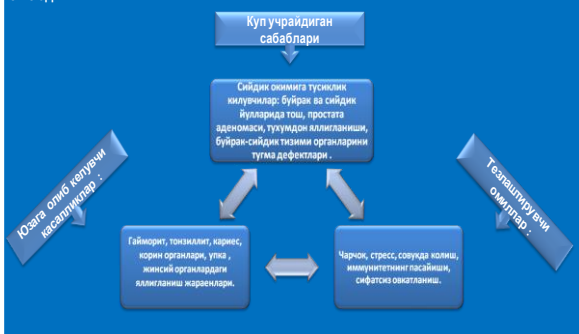 Куп учрайдиган
сабаблари
Сийдик окимига тусиклик
килувчилар: буйрак ва сийдик
йулларида тош, простата
аденомаси, тухумдон яллигланиши,
буйрак-сийдик тизими органларини
тугма дефектлари .
Юзага олиб келувчи
касалликлар :
Тезлаштирувчи
омиллар :
Гайморит, тонзиллит, кариес,
корин органлари, упка ,
жинсий органлардаги
яллигланиш жараенлари.
Чарчок, стресс, совукда колиш,
иммунитетнинг пасайиши,
сифатсиз овкатланиш.